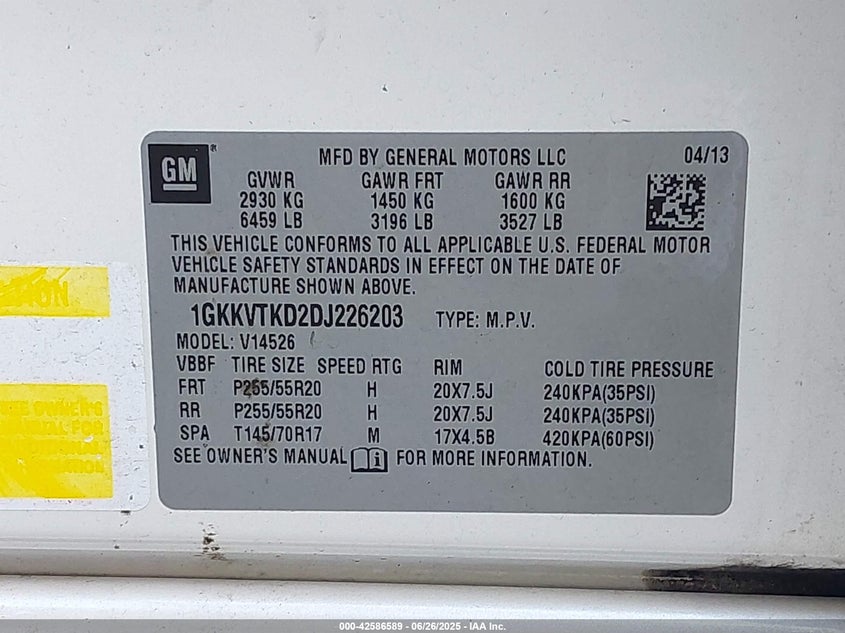 GM
MFD BY GENERAL MOTORS LLC 04/13
GVWR GAWR FRT GAWR RR
2930 KG 1450 KG 1600 KG
6459 LB 3196 LB 3527 LB
THIS VEHICLE CONFORMS TO ALL APPLICABLE U.S. FEDERAL MOTOR
VEHICLE SAFETY STANDARDS IN EFFECT ON THE DATE OF
MANUFACTURE SHOWN ABOVE.
1GKKVTKD2DJ226203 TYPE: M.P.V.
MODEL: V14526
VBBF TIRE SIZE SPEED RTG RIM COLD TIRE PRESSURE
FRT P255/55R20 H 20X7.5J 240KPA(35PSI)
RR P255/55R20 H 20X7.5J 240KPA(35PSI)
SPA T145/70R17 M 17X4.5B 420KPA(60PSI)
SEE OWNER'S MANUAL i FOR MORE INFORMATION.
OWNER'S
MANUAL FOR
000-42586589 - 06/26/2025 - IAA Inc.